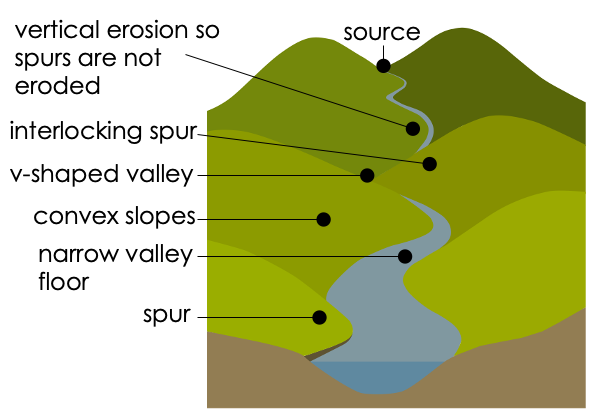 vertical erosion so
spurs are not
eroded
source
interlocking spur
v-shaped valley
convex slopes
narrow valley
floor
spur